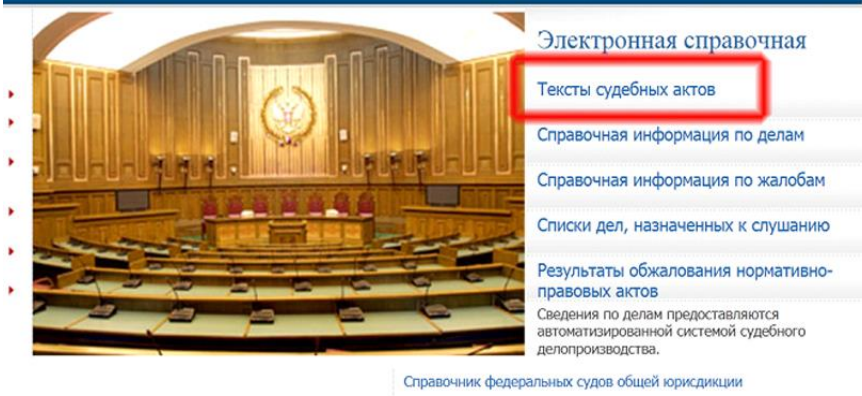 Электронная справочная
Тексты судебных актов
Справочная информация по делам
Справочная информация по жалобам
Списки дел, назначенных к слушанию
Результаты обжалования нормативно-
правовых актов
Сведения по делам предоставляются
автоматизированной системой судебного
делопроизводства.
Справочник федеральных судов общей юрисдикции